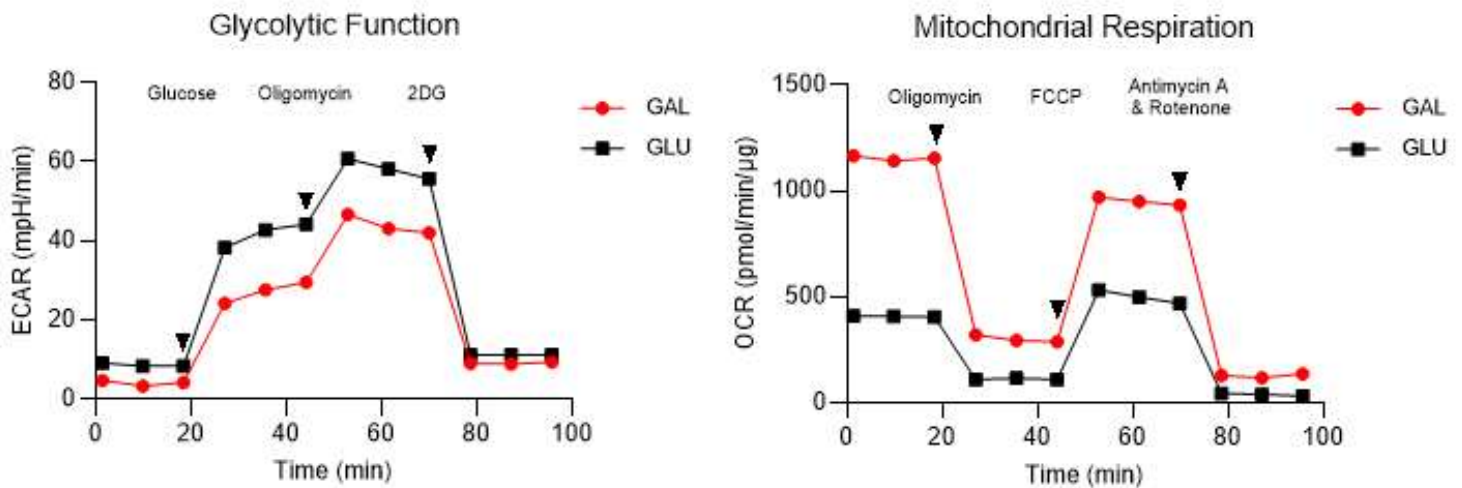 Glycolytic Function
80
60
40
20
0
ECAR (mpH/min)
Glucose
Oligomycin
2DG
GAL
GLU
0 20 40 60 80 100
Time (min)
Mitochondrial Respiration
1500
1000
500
0
OCR (pmol/min/µg)
Oligomycin
FCCP
Antimycin A
& Rotenone
GAL
GLU
0 20 40 60 80 100
Time (min)